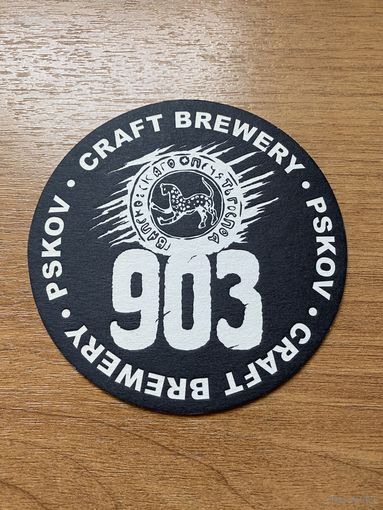 CRAFT BREWERY • PSKOV • CRAFT BREWERY • PSKOV •
903